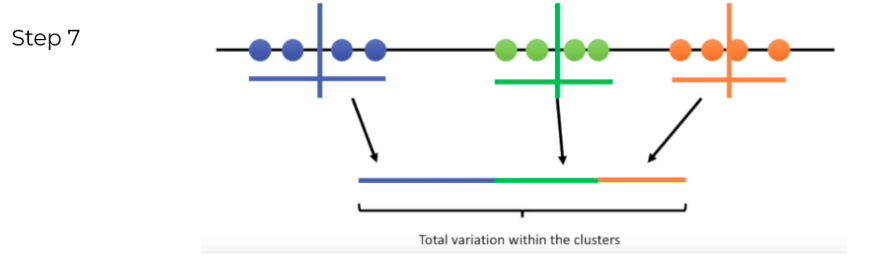 Step 7
Total variation within the clusters